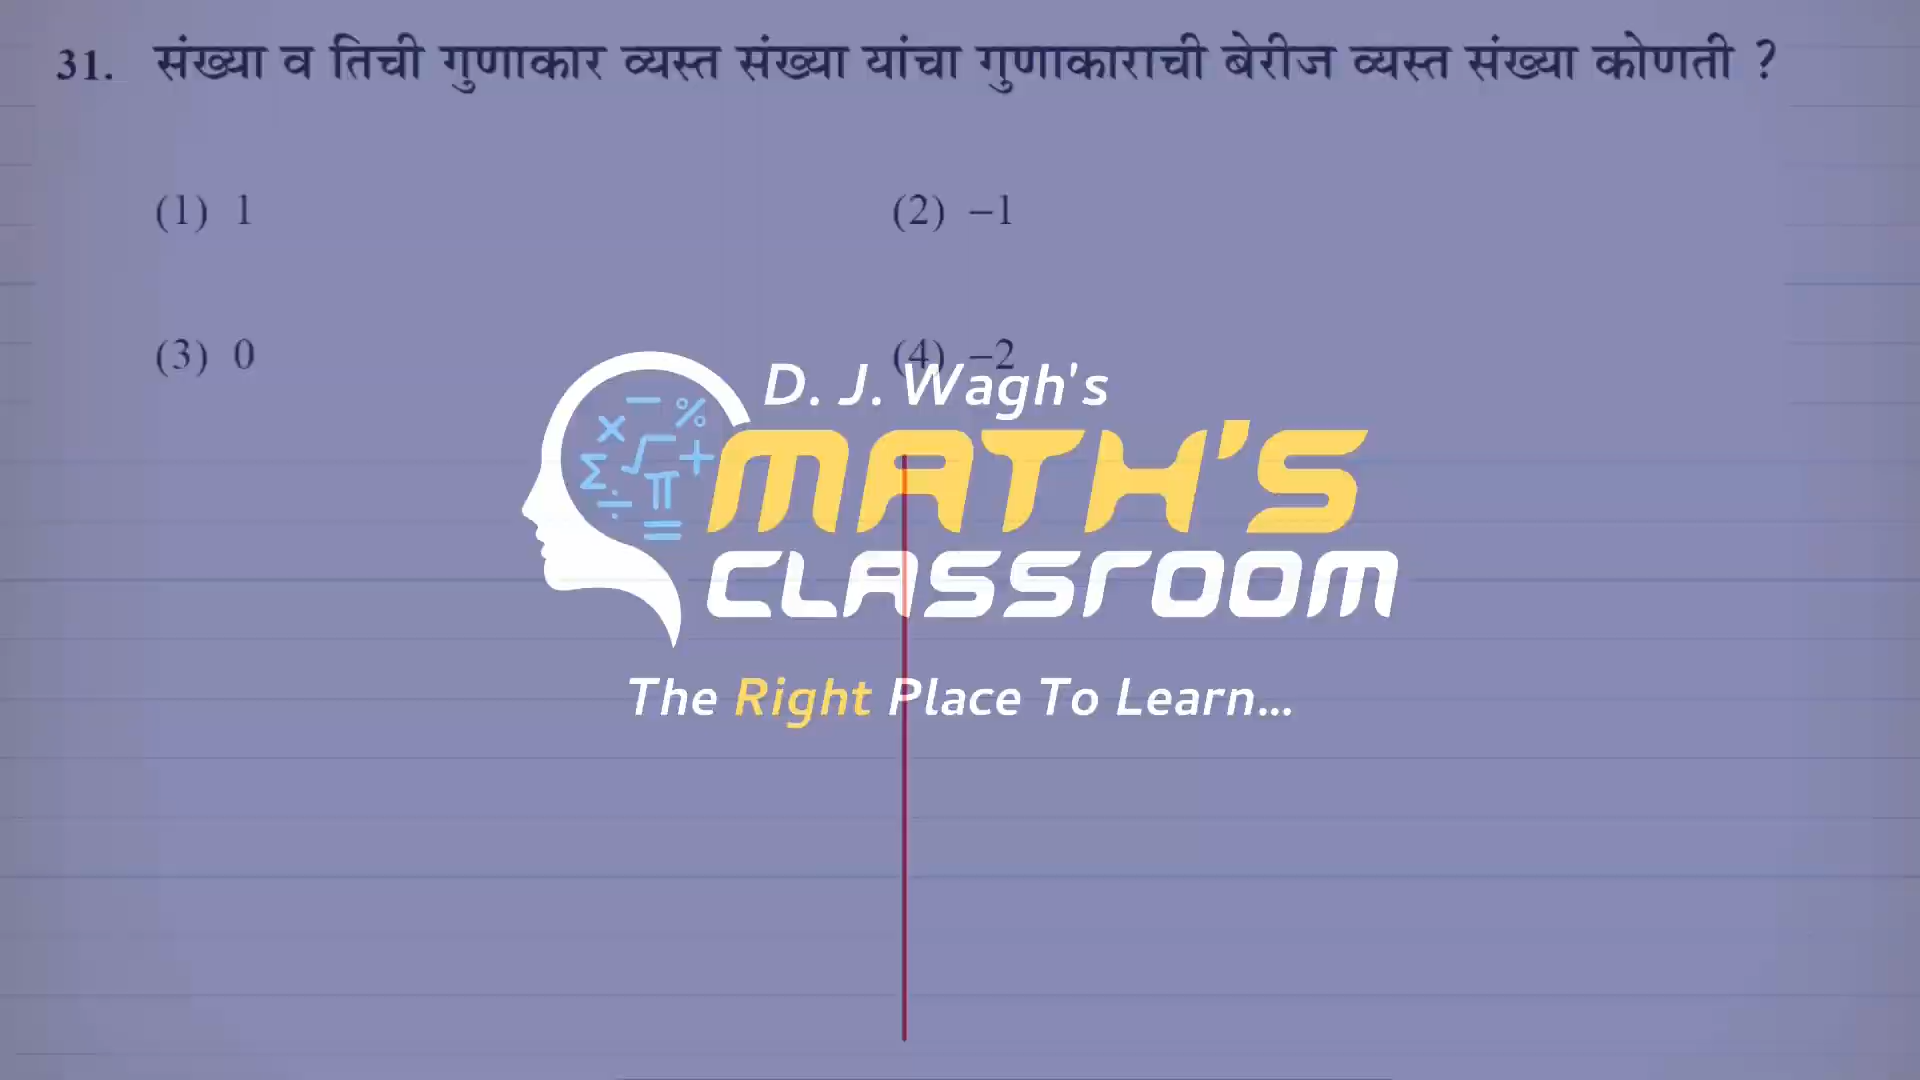 31. संख्या व तिची गुणाकार व्यस्त संख्या यांचा गुणाकाराची बेरीज व्यस्त संख्या कोणती ?
(1) 1 (2) –1
(3) 0 (4) –2
D. J. Wagh's
MATH'S
CLASSROOM
The Right Place To Learn...